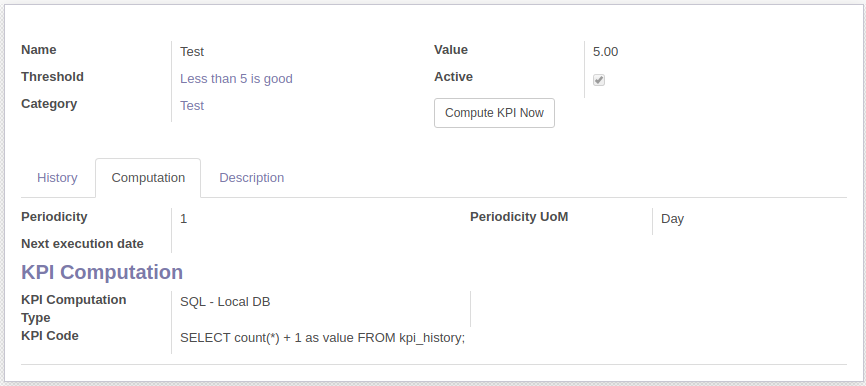 Name Test Value 5.00
Threshold Less than 5 is good Active
Category Test Compute KPI Now
History Computation Description
Periodicity 1 Periodicity UoM Day
Next execution date
KPI Computation
KPI Computation Type SQL - Local DB
KPI Code SELECT count(*) + 1 as value FROM kpi_history;